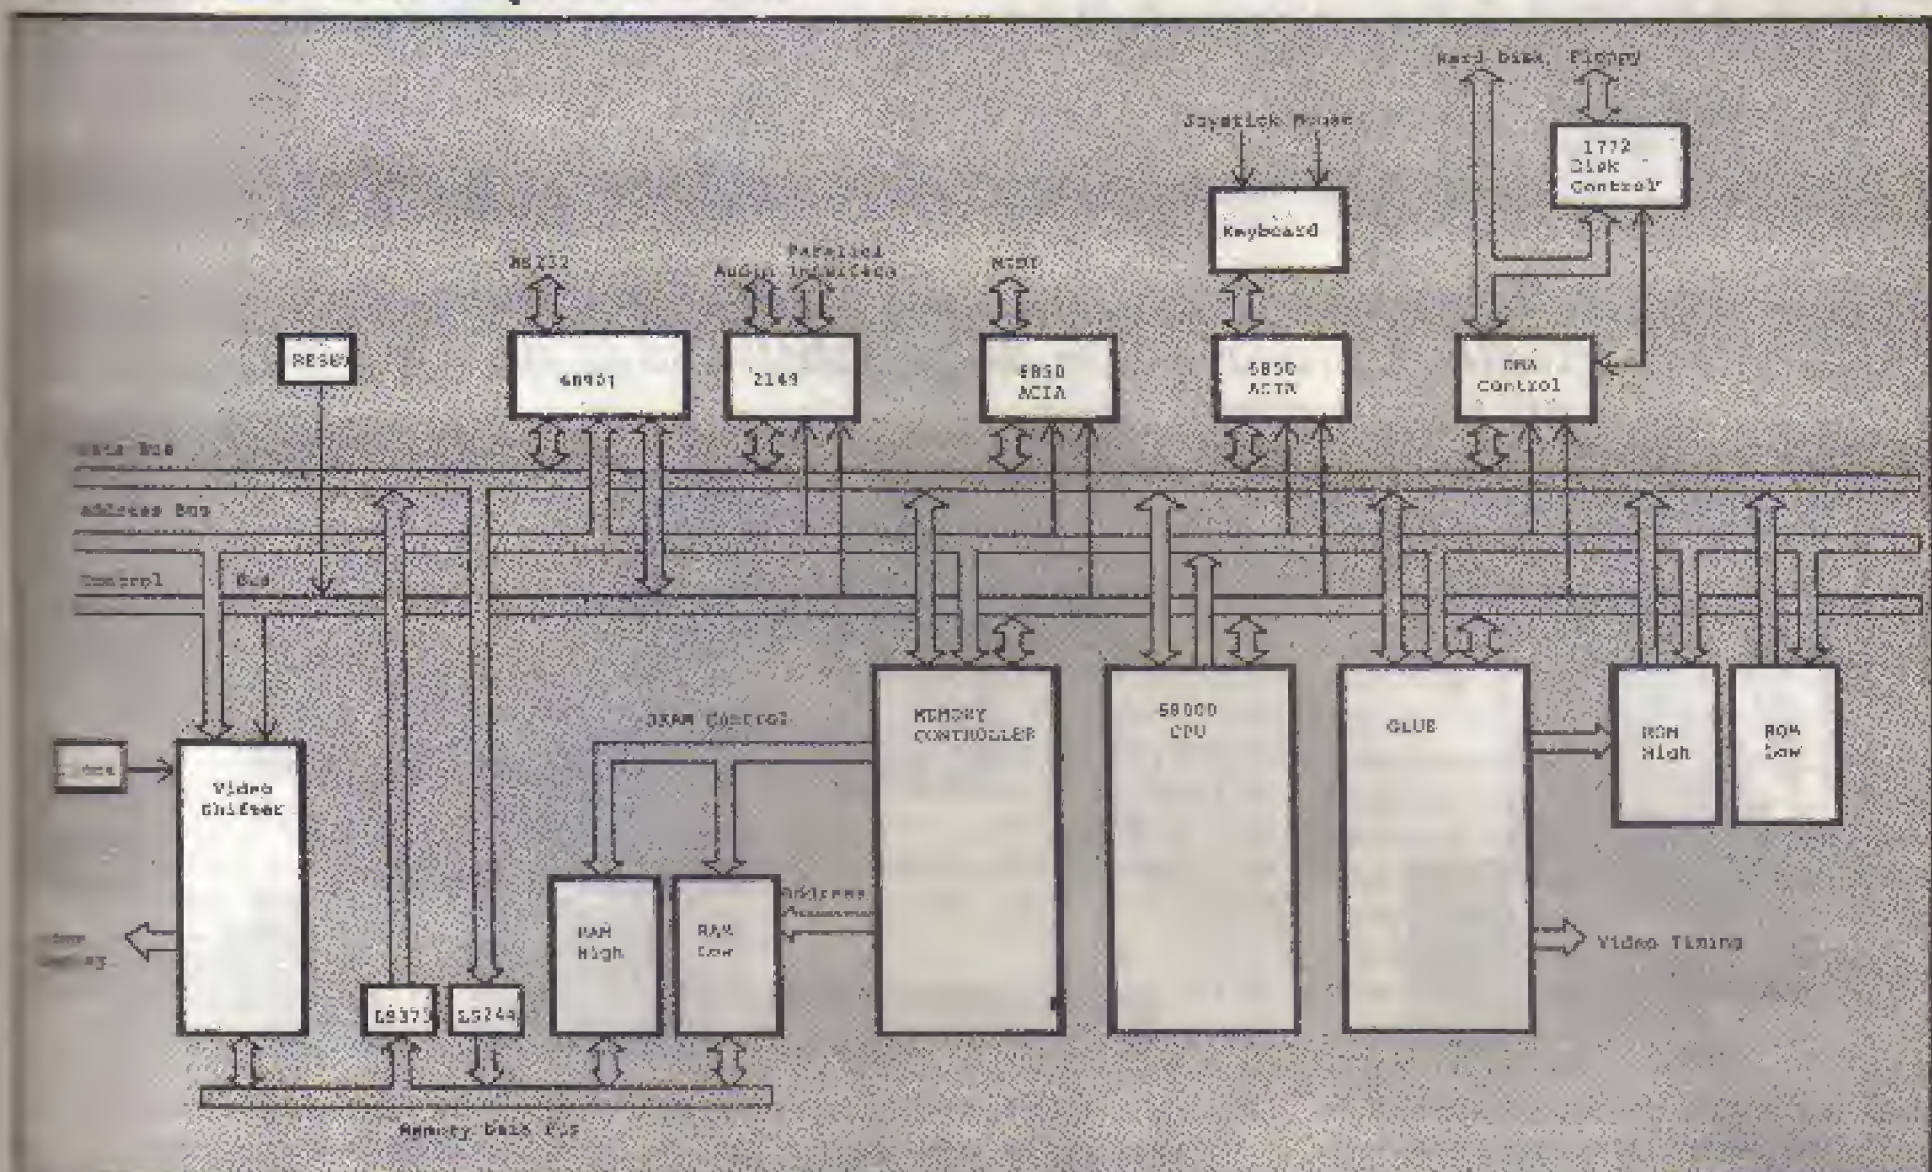 Hard Disk Floppy
Joystick Mouse
1772
Disk
Control
Keyboard
RS232
Parallel
Audio Interface
MIDI
RESET
68901
2149
6850
ACIA
6850
ACIA
DMA
Control
Data Bus
Address Bus
Control Bus
DRAM Control
MEMORY
CONTROLLER
68000
CPU
GLUE
ROM
High
ROM
Low
Video
Shifter
Address
RAM
High
RAM
Low
Video Timing
LS373
LS244
Memory Data Bus